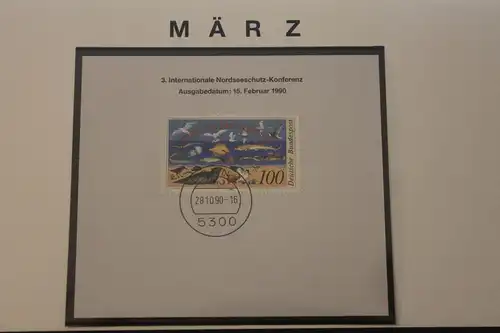 MÄRZ
3. Internationale Nordseeschutz-Konferenz
Ausgabedatum: 15. Februar 1990
Deutsche Bundespost
100
28.10.90-16
5300